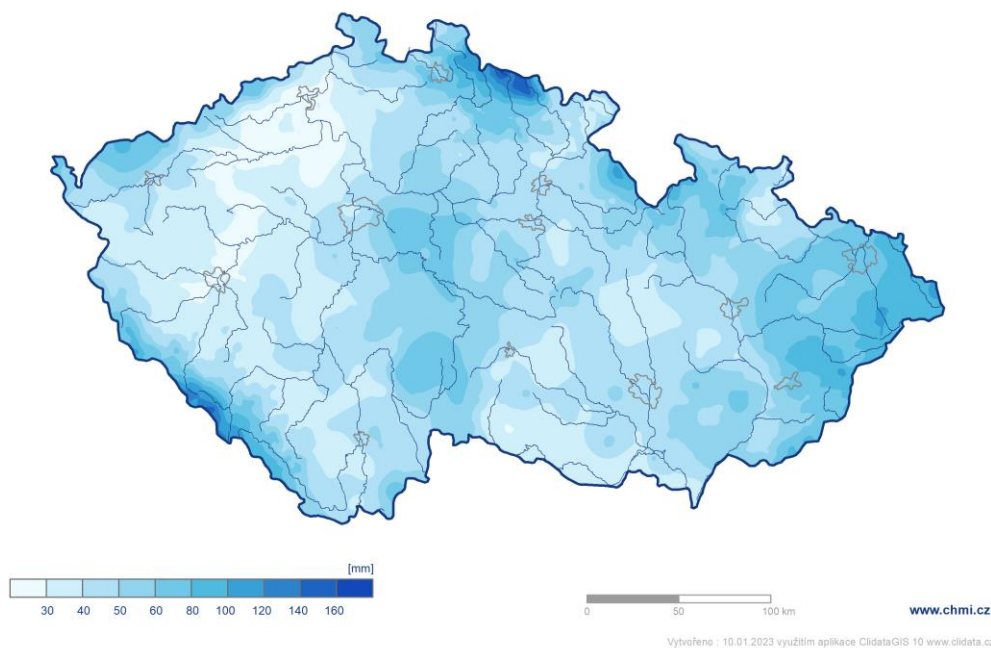 [mm]
30 40 50 60 80 100 120 140 160
0 50 100 km
www.chmi.cz
Vytvořeno : 10.01.2023 využitím aplikace ClidataGIS 10 www.clidata.cz